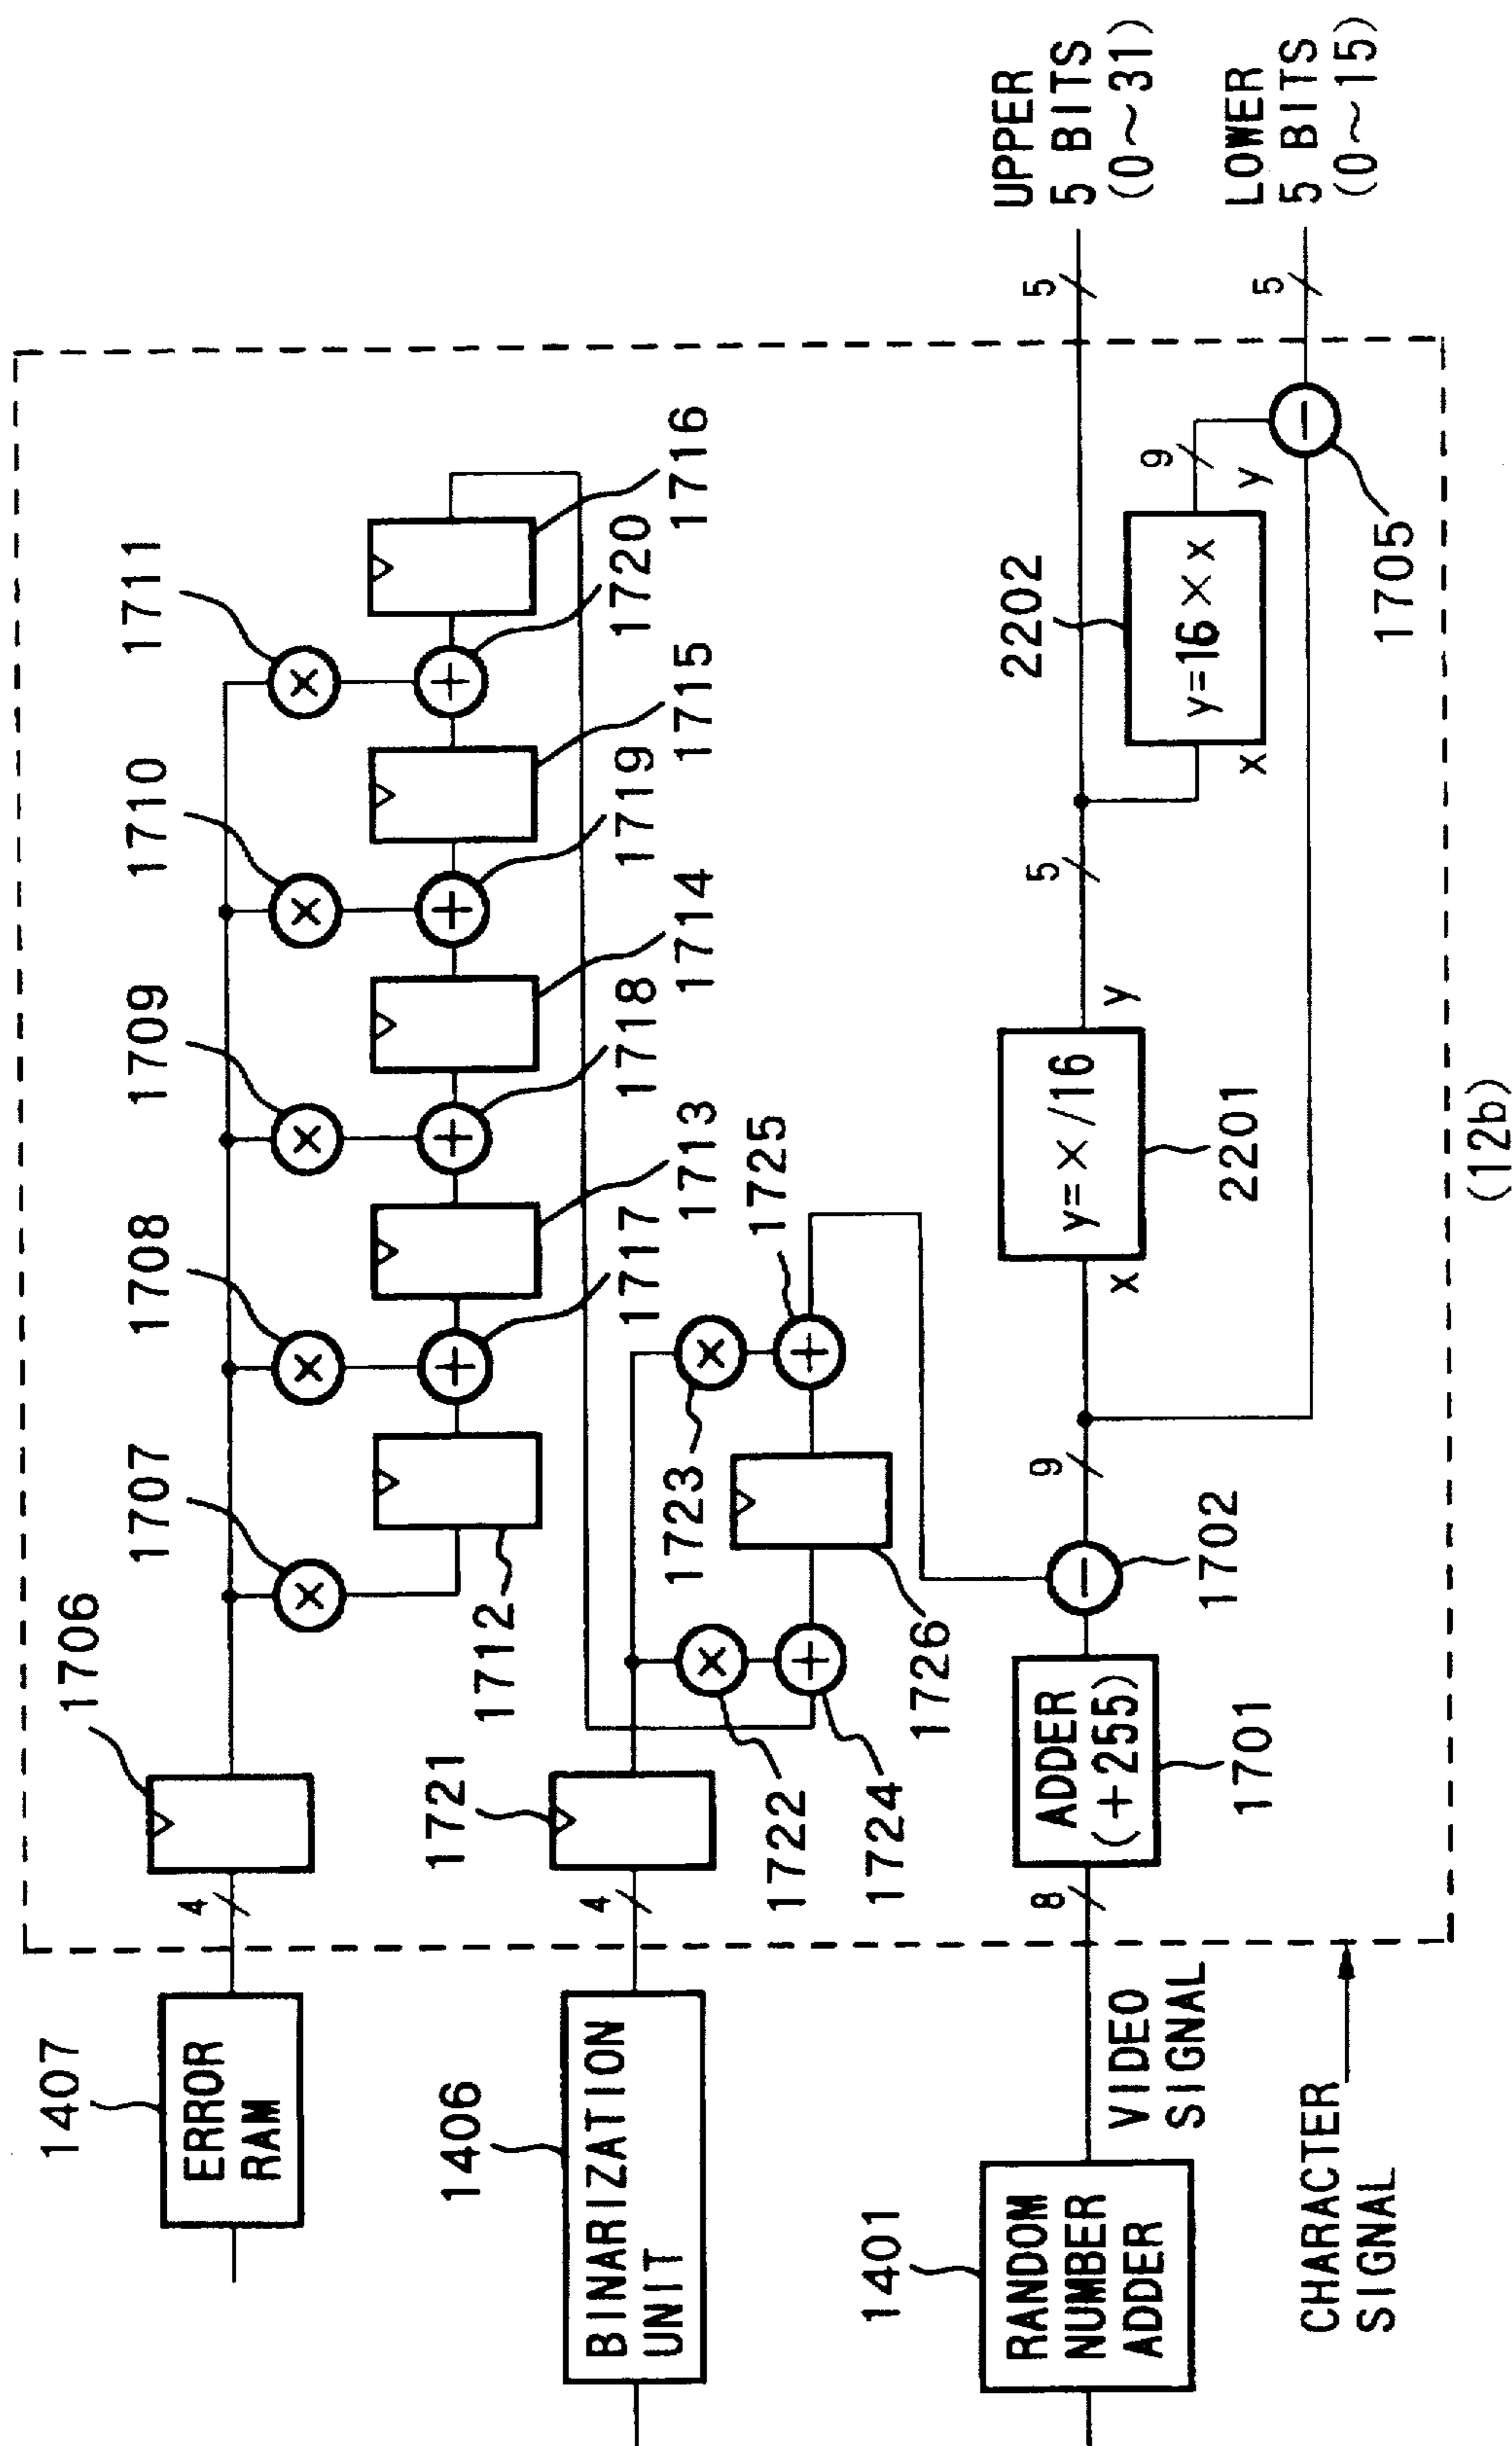 1407
ERROR
RAM
4
1706
1707
1708
1709
1710
1711
×
×
×
×
×
1712
+
1717
1713
+
1718
1714
+
1719
1715
+
1720
1716
1406
BINARIZATION
UNIT
4
1721
×
1722
×
1723
+
1724
1726
+
1725
1401
RANDOM
NUMBER
ADDER
VIDEO
SIGNAL
8
ADDER
(+255)
1701
−
1702
9
x
y=x/16
y
2201
5
x
y=16×x
y
2202
9
−
1705
5
UPPER
5 BITS
(0~31)
5
LOWER
5 BITS
(0~15)
CHARACTER
SIGNAL
(12b)